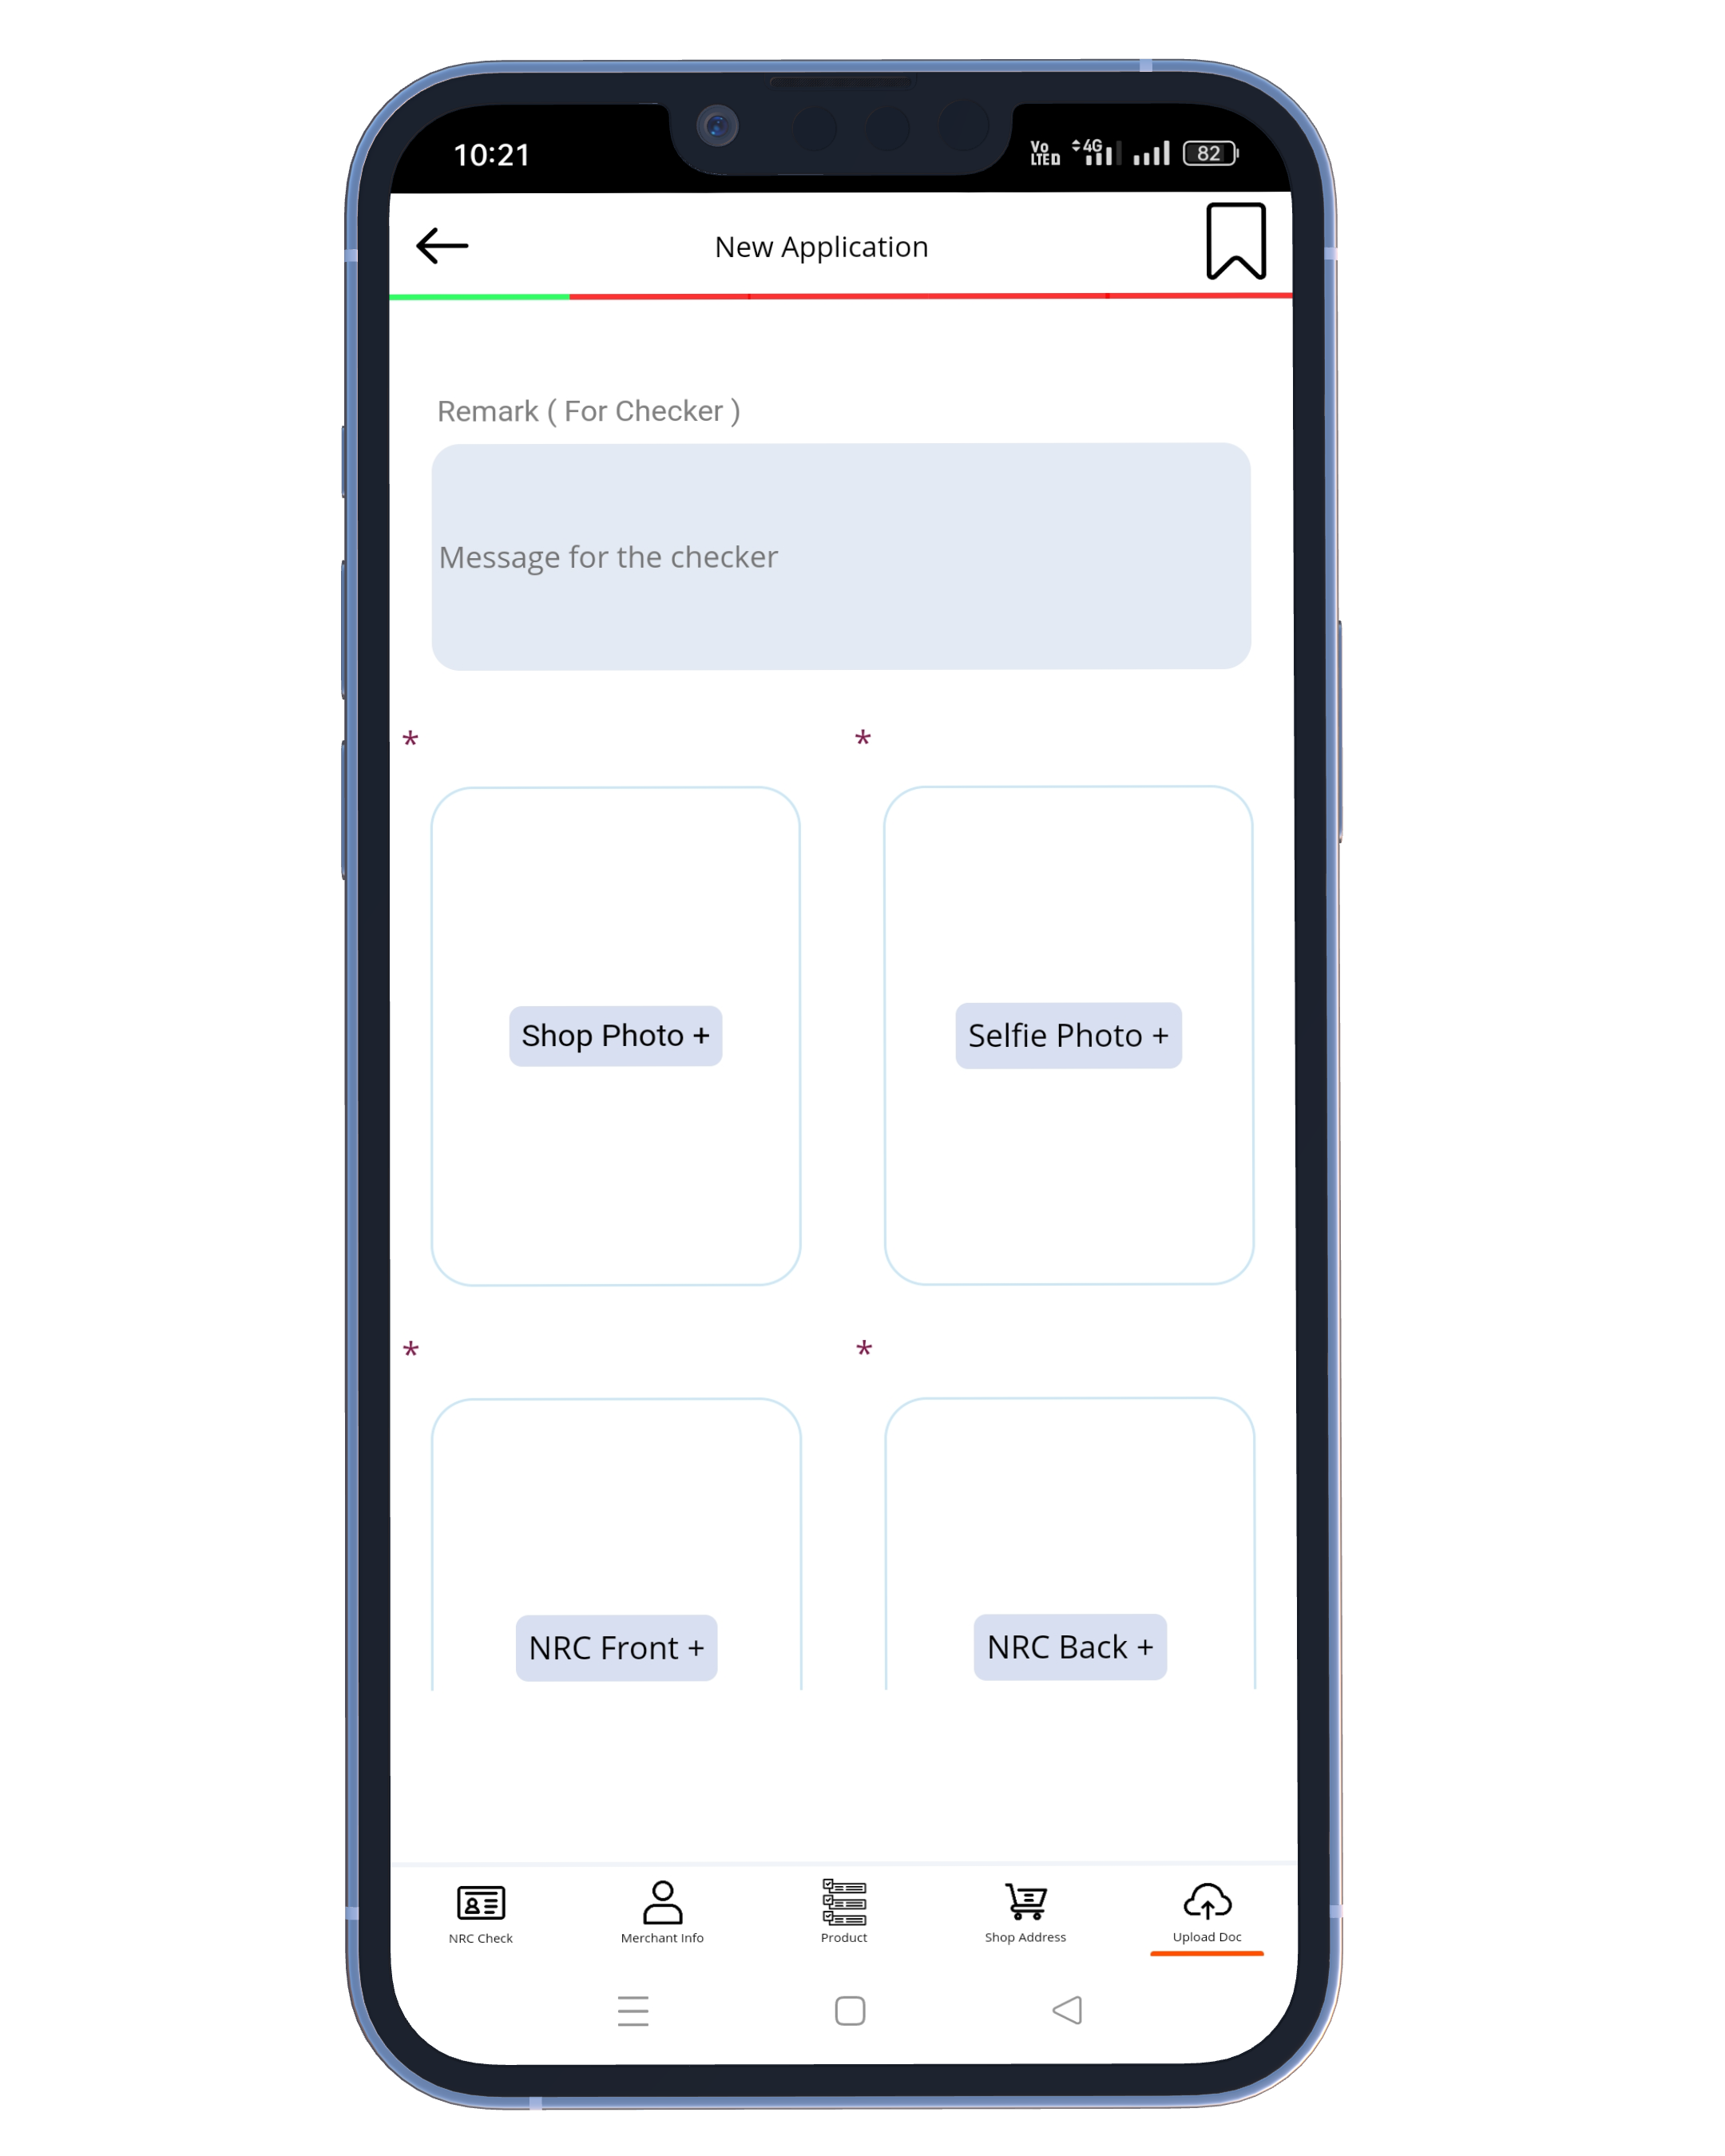 10:21
Vo LTE 4G 82
New Application
Remark ( For Checker )
Message for the checker
* *
Shop Photo + Selfie Photo +
* *
NRC Front + NRC Back +
NRC Check Merchant Info Product Shop Address Upload Doc